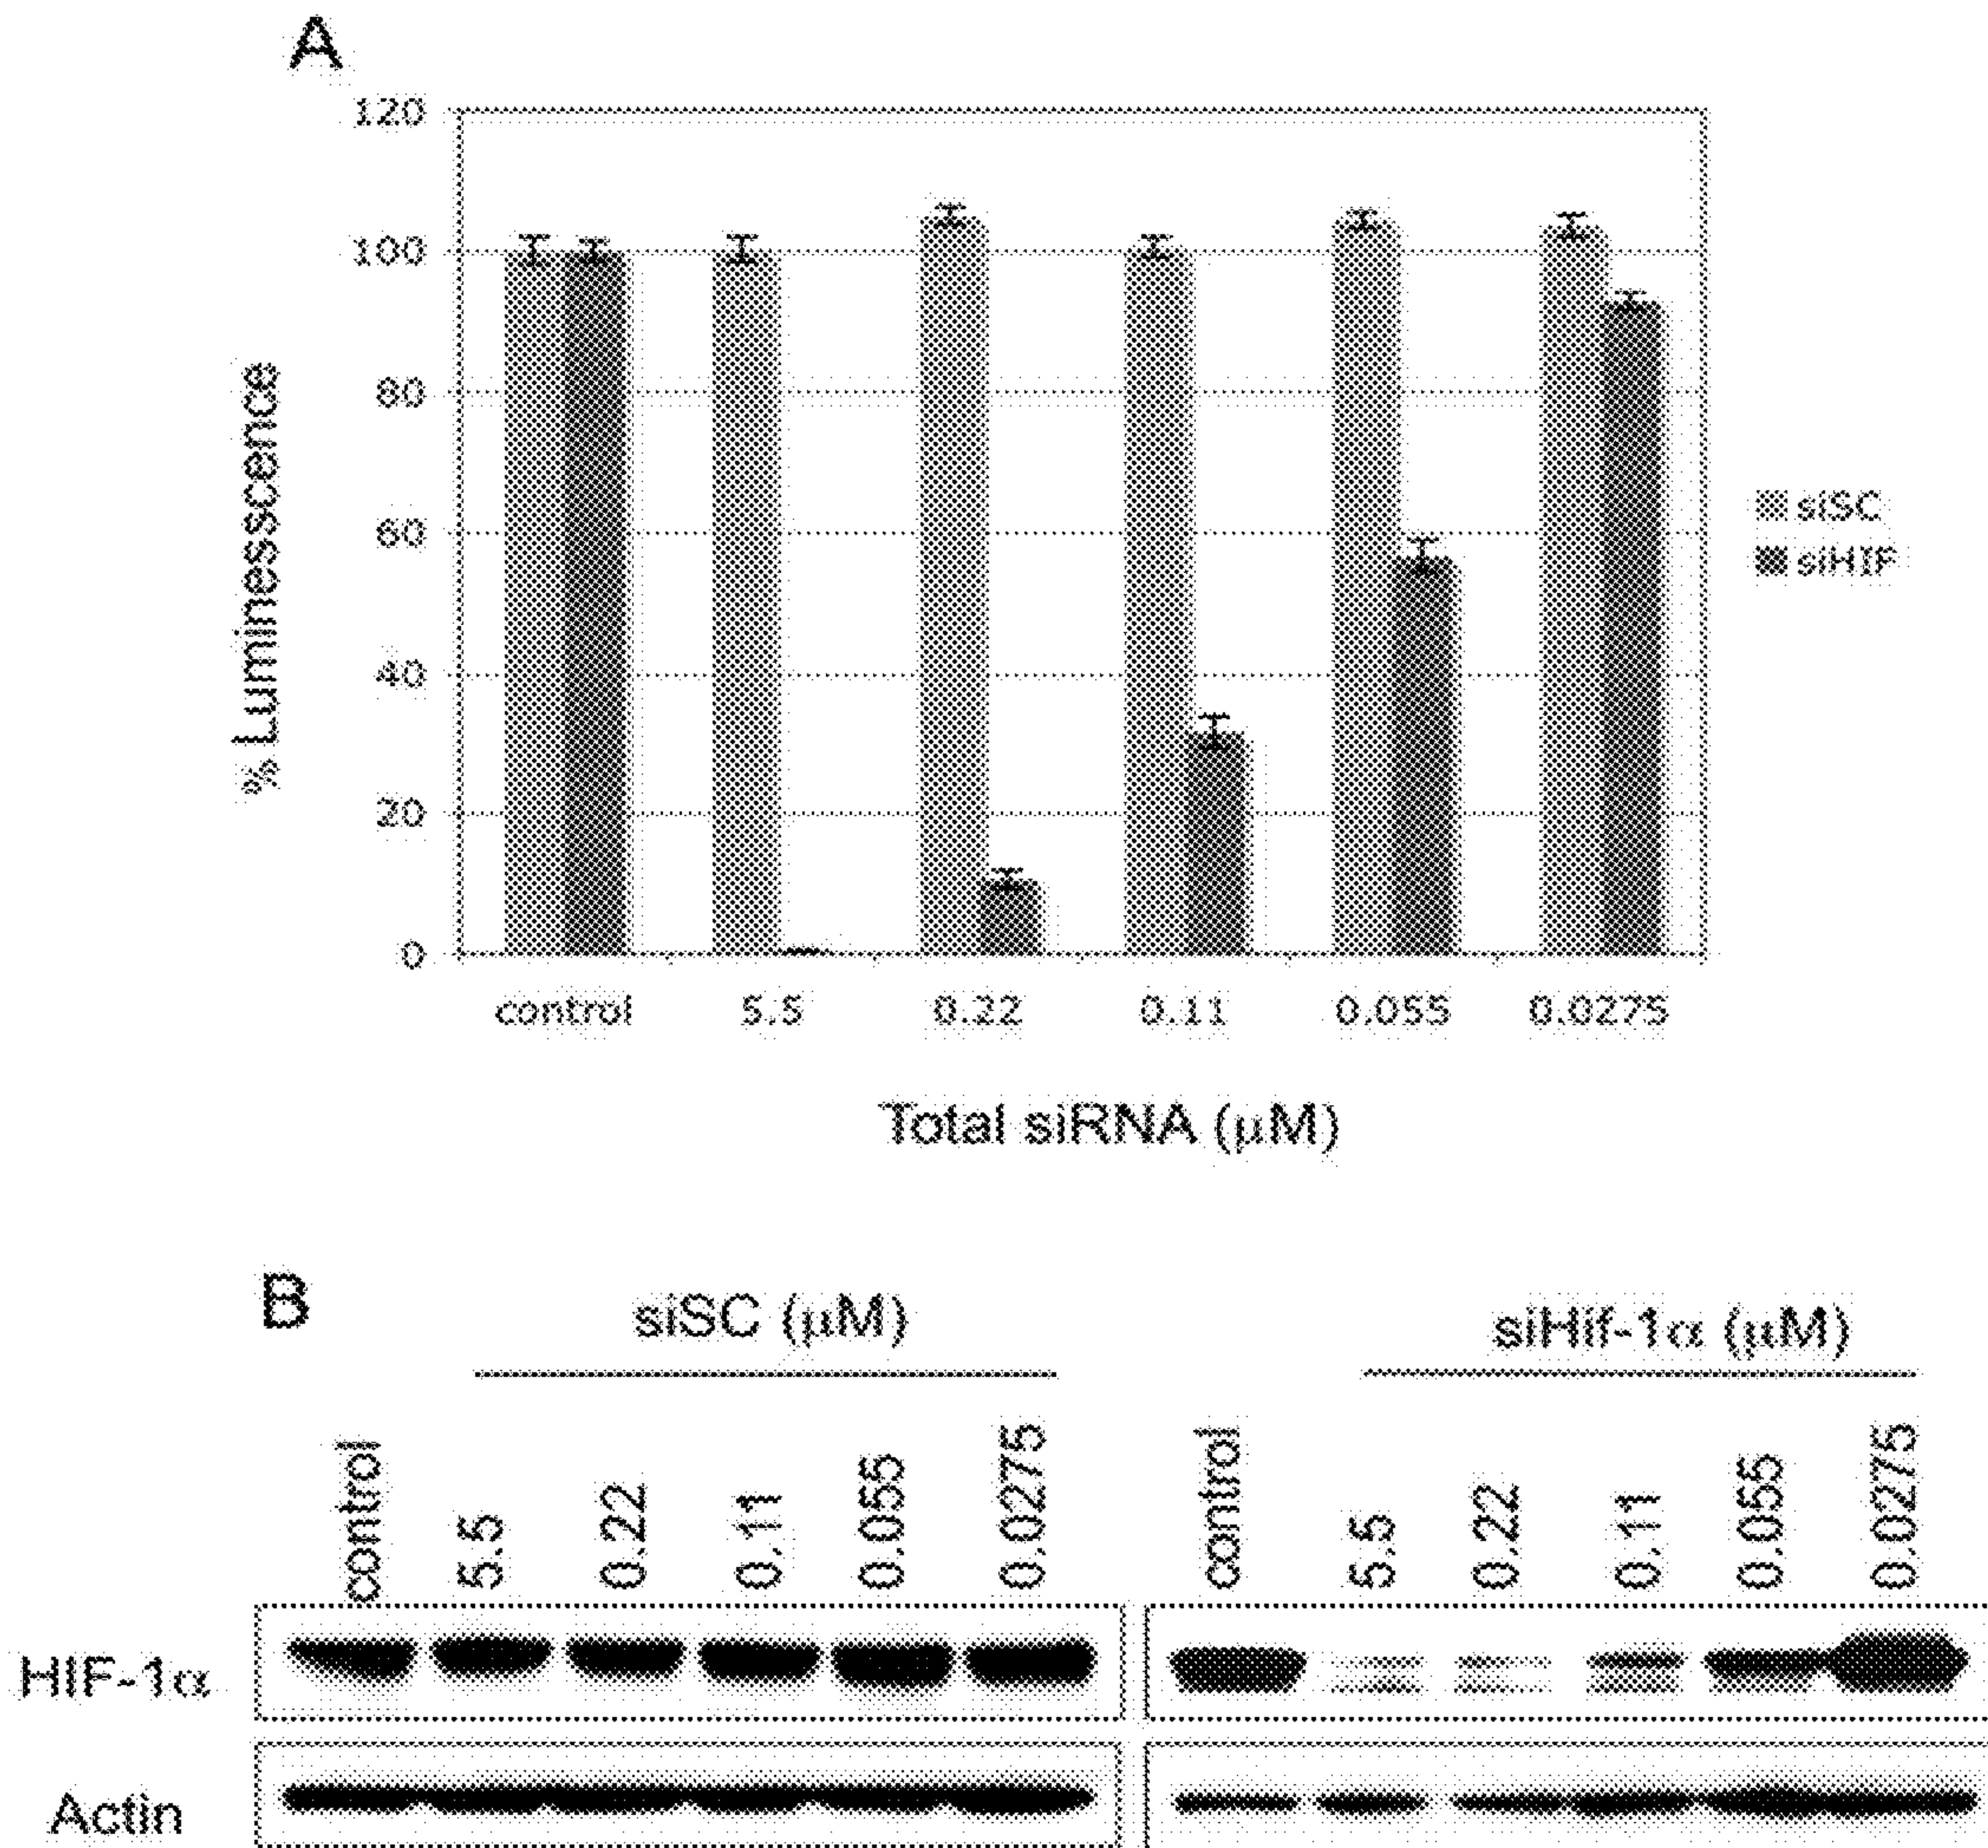 A
120
100
80
60
40
20
0
% Luminesscence
control 5.5 0.22 0.11 0.055 0.0275
Total siRNA (μM)
siSC
siHIF
B
siSC (μM) siHif-1α (μM)
control 5.5 0.22 0.11 0.055 0.0275 control 5.5 0.22 0.11 0.055 0.0275
HIF-1α
Actin